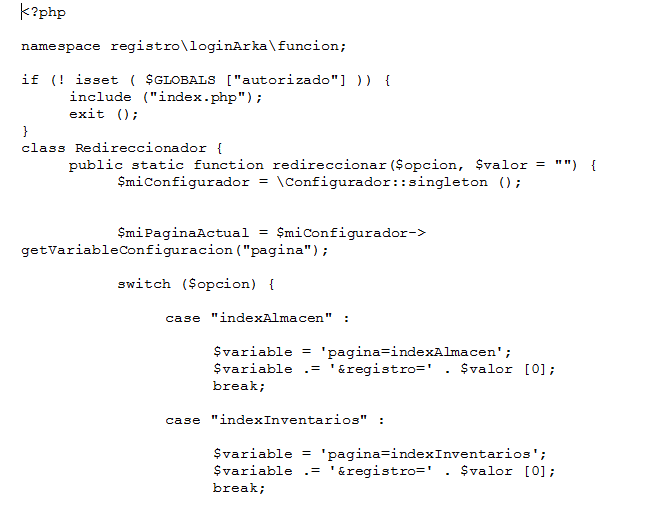 <?php
namespace registro\loginArka\funcion;
if (! isset ( $GLOBALS ["autorizado"] )) {
include ("index.php");
exit ();
}
class Redireccionador {
public static function redireccionar($opcion, $valor = "") {
$miConfigurador = \Configurador::singleton ();
$miPaginaActual = $miConfigurador->
getVariableConfiguracion("pagina");
switch ($opcion) {
case "indexAlmacen" :
$variable = 'pagina=indexAlmacen';
$variable .= '&registro=' . $valor [0];
break;
case "indexInventarios" :
$variable = 'pagina=indexInventarios';
$variable .= '&registro=' . $valor [0];
break;